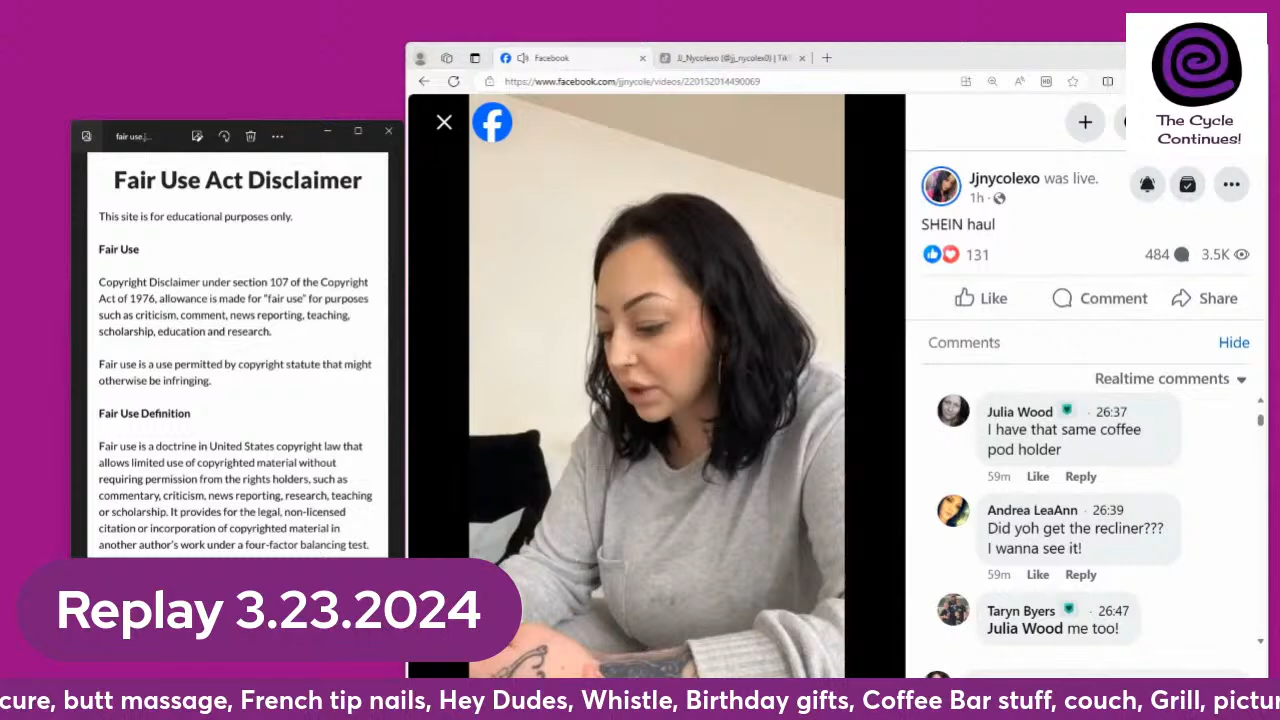 Facebook
JJ_Nycolexo (@jj_nycolex0) | Tik
https://www.facebook.com/jjnycole/videos/220152014490069
The Cycle
Continues!
fair use.j...
Fair Use Act Disclaimer
This site is for educational purposes only.
Fair Use
Copyright Disclaimer under section 107 of the Copyright
Act of 1976, allowance is made for “fair use” for purposes
such as criticism, comment, news reporting, teaching,
scholarship, education and research.
Fair use is a use permitted by copyright statute that might
otherwise be infringing.
Fair Use Definition
Fair use is a doctrine in United States copyright law that
allows limited use of copyrighted material without
requiring permission from the rights holders, such as
commentary, criticism, news reporting, research, teaching
or scholarship. It provides for the legal, non-licensed
citation or incorporation of copyrighted material in
another author’s work under a four-factor balancing test.
Jjnycolexo was live.
1h ·
SHEIN haul
131
484
3.5K
Like
Comment
Share
Comments
Hide
Realtime comments
Julia Wood · 26:37
I have that same coffee
pod holder
59m Like Reply
Andrea LeaAnn · 26:39
Did yoh get the recliner???
I wanna see it!
59m Like Reply
Taryn Byers · 26:47
Julia Wood me too!
Replay 3.23.2024
cure, butt massage, French tip nails, Hey Dudes, Whistle, Birthday gifts, Coffee Bar stuff, couch, Grill, pictur